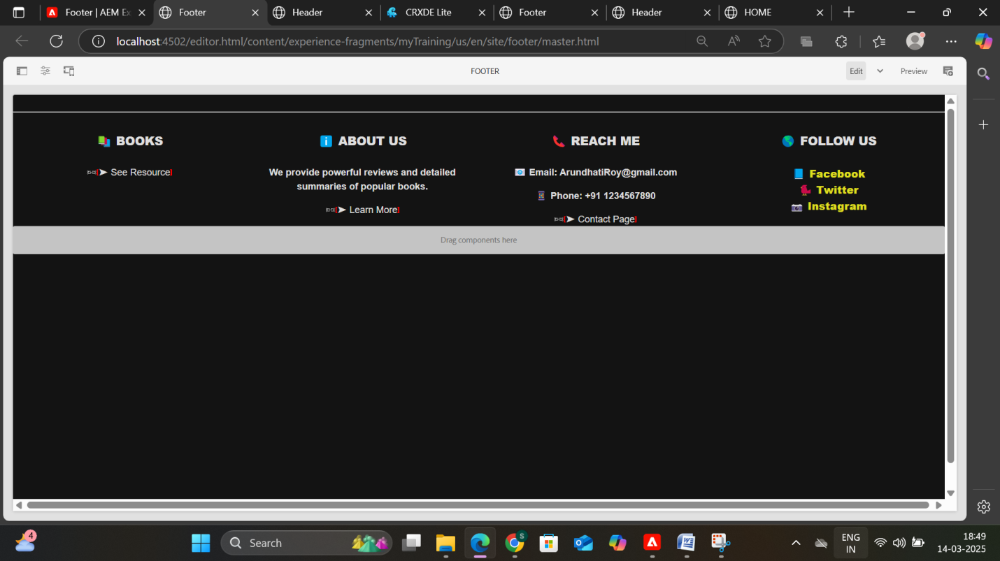 Footer | AEM Ex
Footer
Header
CRXDE Lite
Footer
Header
HOME
localhost:4502/editor.html/content/experience-fragments/myTraining/us/en/site/footer/master.html
FOOTER
Edit
Preview
BOOKS
See Resource
ABOUT US
We provide powerful reviews and detailed
summaries of popular books.
Learn More
REACH ME
Email: ArundhatiRoy@gmail.com
Phone: +91 1234567890
Contact Page
FOLLOW US
Facebook
Twitter
Instagram
Drag components here
4
Search
S
ENG
IN
18:49
14-03-2025